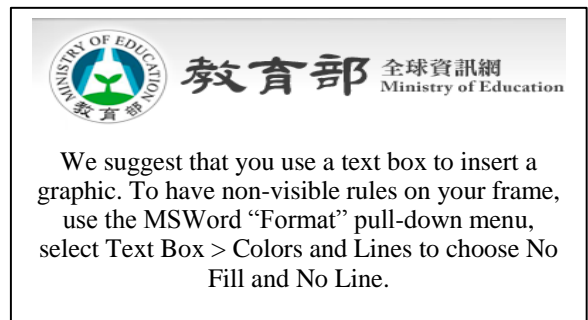 MINISTRY OF EDUCATION
教育部
教育部
全球資訊網
Ministry of Education
We suggest that you use a text box to insert a
graphic. To have non-visible rules on your frame,
use the MSWord “Format” pull-down menu,
select Text Box > Colors and Lines to choose No
Fill and No Line.